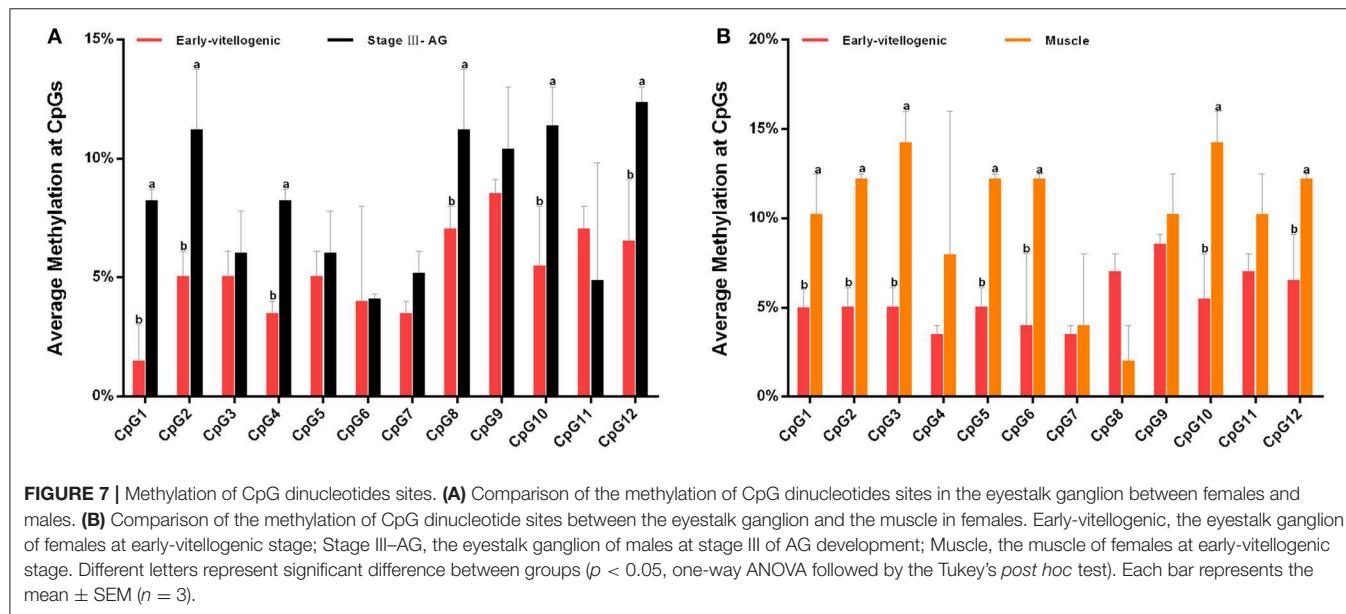 A
Early-vitellogenic
Stage III- AG
15%
10%
5%
0%
Average Methylation at CpGs
b
a
b
a
b
a
b
a
b
a
b
a
CpG1
CpG2
CpG3
CpG4
CpG5
CpG6
CpG7
CpG8
CpG9
CpG10
CpG11
CpG12
B
Early-vitellogenic
Muscle
20%
15%
10%
5%
0%
Average Methylation at CpGs
b
a
b
a
b
a
b
a
b
a
b
a
b
a
CpG1
CpG2
CpG3
CpG4
CpG5
CpG6
CpG7
CpG8
CpG9
CpG10
CpG11
CpG12
FIGURE 7 | Methylation of CpG dinucleotides sites. (A) Comparison of the methylation of CpG dinucleotides sites in the eyestalk ganglion between females and
males. (B) Comparison of the methylation of CpG dinucleotide sites between the eyestalk ganglion and the muscle in females. Early-vitellogenic, the eyestalk ganglion
of females at early-vitellogenic stage; Stage III–AG, the eyestalk ganglion of males at stage III of AG development; Muscle, the muscle of females at early-vitellogenic
stage. Different letters represent significant difference between groups (p < 0.05, one-way ANOVA followed by the Tukey's post hoc test). Each bar represents the
mean ± SEM (n = 3).